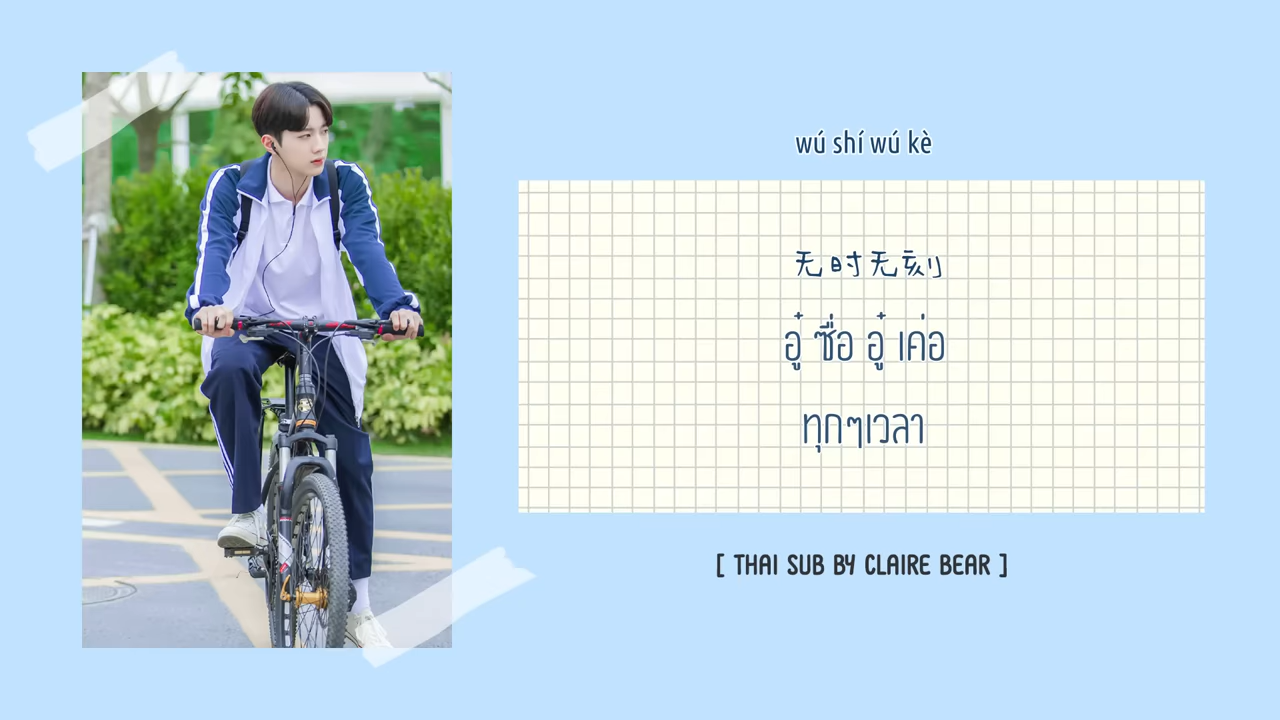 wú shí wú kè
无时无刻
อู๋ ซื่อ อู๋ เค่อ
ทุกๆเวลา
[ THAI SUB BY CLAIRE BEAR ]